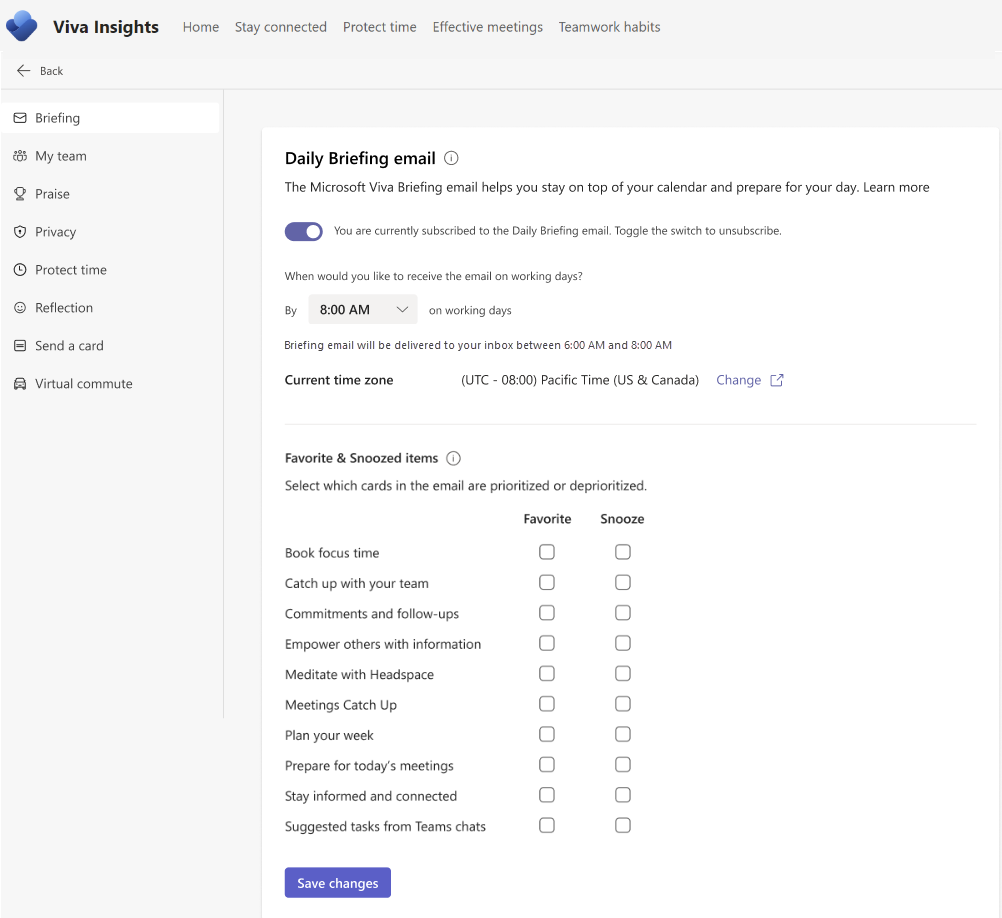 Viva Insights Home Stay connected Protect time Effective meetings Teamwork habits
Back
Briefing
My team
Praise
Privacy
Protect time
Reflection
Send a card
Virtual commute
Daily Briefing email
The Microsoft Viva Briefing email helps you stay on top of your calendar and prepare for your day. Learn more
You are currently subscribed to the Daily Briefing email. Toggle the switch to unsubscribe.
When would you like to receive the email on working days?
By 8:00 AM on working days
Briefing email will be delivered to your inbox between 6:00 AM and 8:00 AM
Current time zone (UTC - 08:00) Pacific Time (US & Canada) Change
Favorite & Snoozed items
Select which cards in the email are prioritized or deprioritized.
Favorite Snooze
Book focus time
Catch up with your team
Commitments and follow-ups
Empower others with information
Meditate with Headspace
Meetings Catch Up
Plan your week
Prepare for today's meetings
Stay informed and connected
Suggested tasks from Teams chats
Save changes